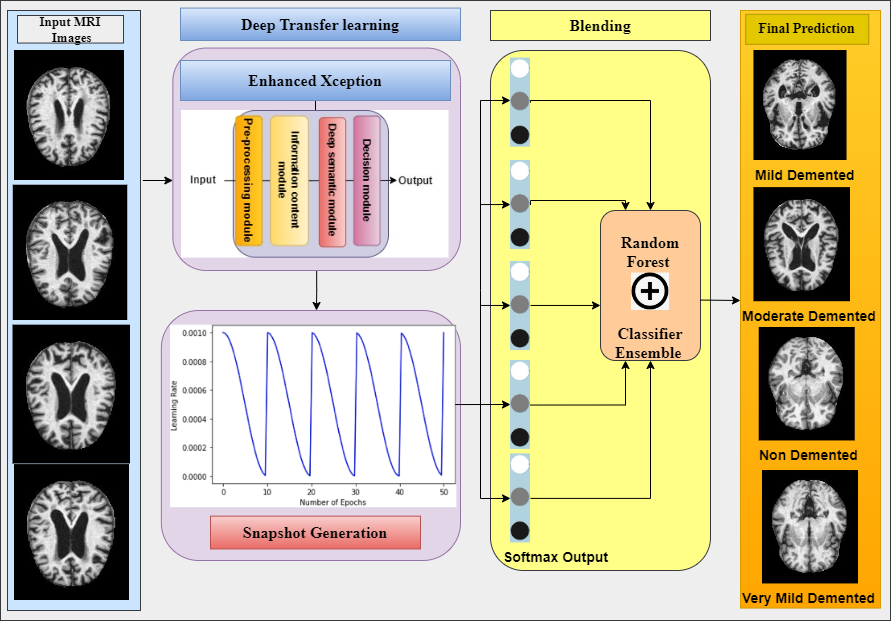 Input MRI
Images
Deep Transfer learning
Enhanced Xception
Input
Pre-processing module
Information content
module
Deep semantic module
Decision module
Output
0.0010
0.0008
0.0006
0.0004
0.0002
0.0000
Learning Rate
0
10
20
30
40
50
Number of Epochs
Snapshot Generation
Blending
Random
Forest
Classifier
Ensemble
Softmax Output
Final Prediction
Mild Demented
Moderate Demented
Non Demented
Very Mild Demented